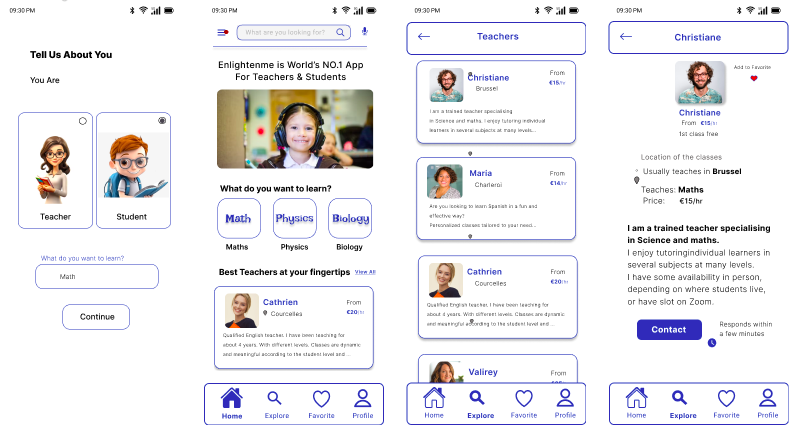 09:30 PM
Tell Us About You
You Are
Teacher
Student
What do you want to learn?
Math
Continue
09:30 PM
What are you looking for?
Enlightenme is World's NO.1 App
For Teachers & Students
What do you want to learn?
Math
Physics
Biology
Maths
Physics
Biology
Best Teachers at your fingertips
View All
Cathrien
From
Courcelles
€20/hr
Qualified English teacher. I have been teaching for
about 4 years. With different levels. Classes are dynamic
and meaningful according to the student level and ...
Home
Explore
Favorite
Profile
09:30 PM
Teachers
Christiane
From
Brussel
€15/hr
I am a trained teacher specialising
in Science and maths. I enjoy tutoring individual
learners in several subjects at many levels...
Maria
From
Charleroi
€14/hr
Are you looking to learn Spanish in a fun and
effective way?
Personalized classes tailored to your need...
Cathrien
From
Courcelles
€20/hr
Qualified English teacher. I have been teaching for
about 4 years. With different levels. Classes are dynamic
and meaningful according to the student level and ...
Valirey
From
Home
Explore
Favorite
Profile
09:30 PM
Christiane
Add to Favorite
Christiane
From €15/hr
1st class free
Location of the classes
Usually teaches in Brussel
Teaches: Maths
Price: €15/hr
I am a trained teacher specialising
in Science and maths.
I enjoy tutoringindividual learners in
several subjects at many levels.
I have some availability in person,
depending on where students live,
or have slot on Zoom.
Contact
Responds within
a few minutes
Home
Explore
Favorite
Profile